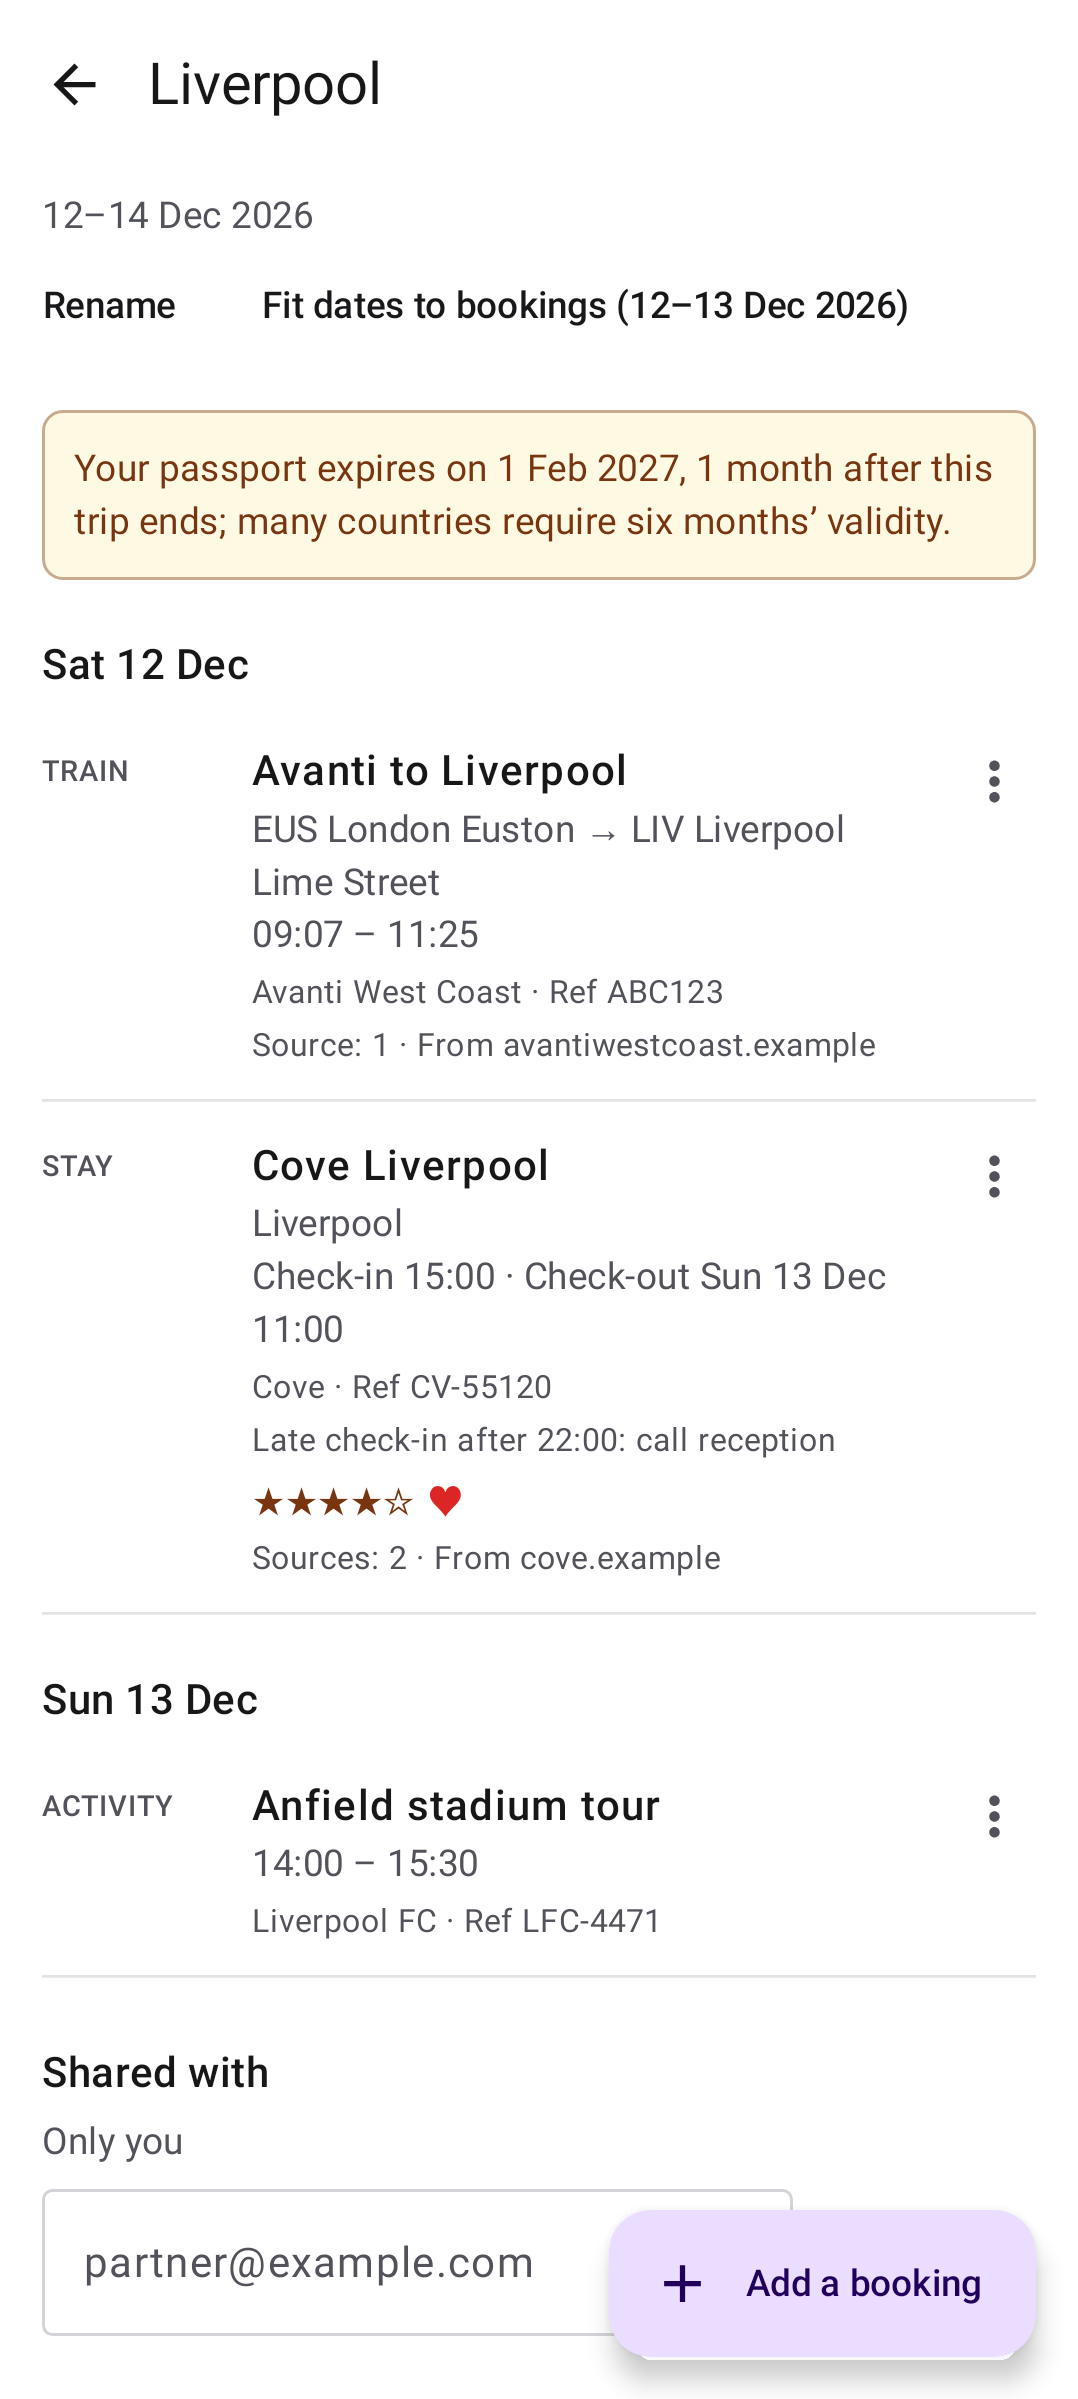 Liverpool
12–14 Dec 2026
Rename
Fit dates to bookings (12–13 Dec 2026)
Your passport expires on 1 Feb 2027, 1 month after this
trip ends; many countries require six months’ validity.
Sat 12 Dec
TRAIN
Avanti to Liverpool
EUS London Euston → LIV Liverpool
Lime Street
09:07 – 11:25
Avanti West Coast · Ref ABC123
Source: 1 · From avantiwestcoast.example
STAY
Cove Liverpool
Liverpool
Check-in 15:00 · Check-out Sun 13 Dec
11:00
Cove · Ref CV-55120
Late check-in after 22:00: call reception
★★★★☆ ♥
Sources: 2 · From cove.example
Sun 13 Dec
ACTIVITY
Anfield stadium tour
14:00 – 15:30
Liverpool FC · Ref LFC-4471
Shared with
Only you
partner@example.com
Add a booking